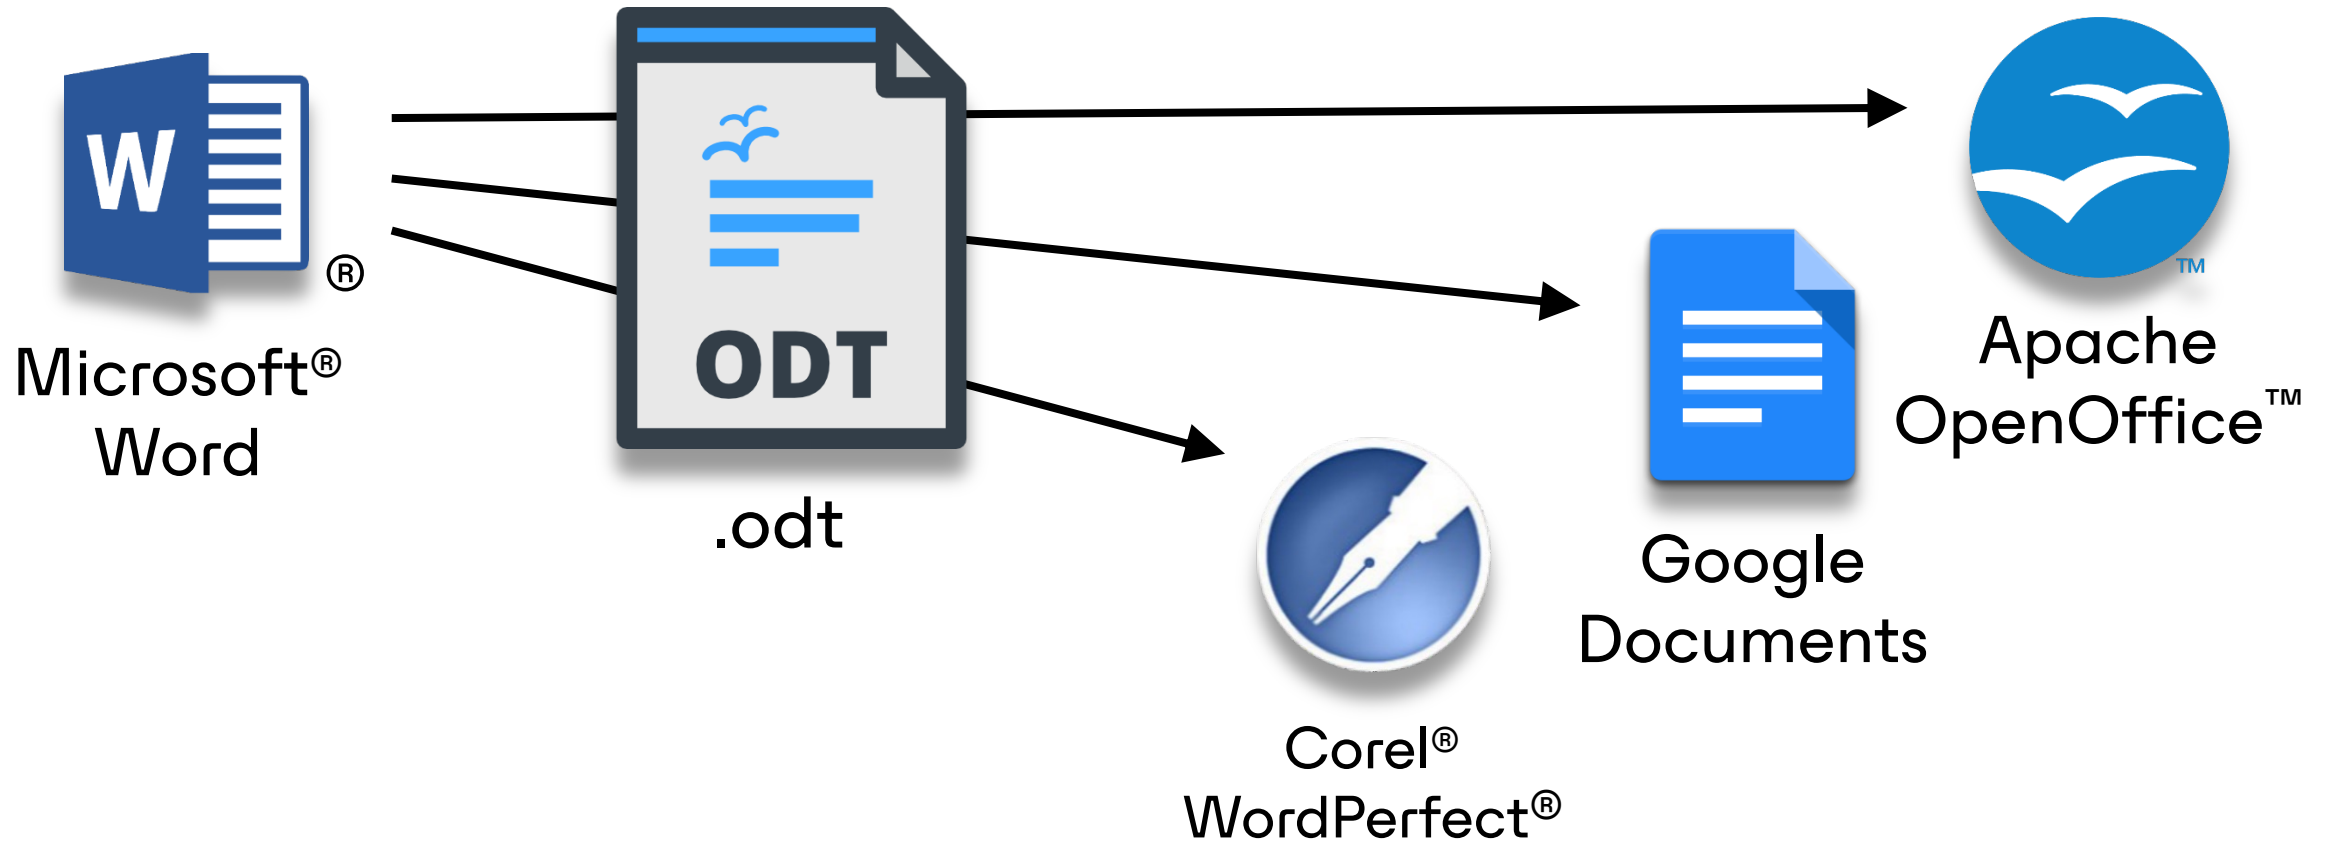 W
®
Microsoft®
Word
ODT
.odt
Corel®
WordPerfect®
Google
Documents
TM
Apache
OpenOffice™